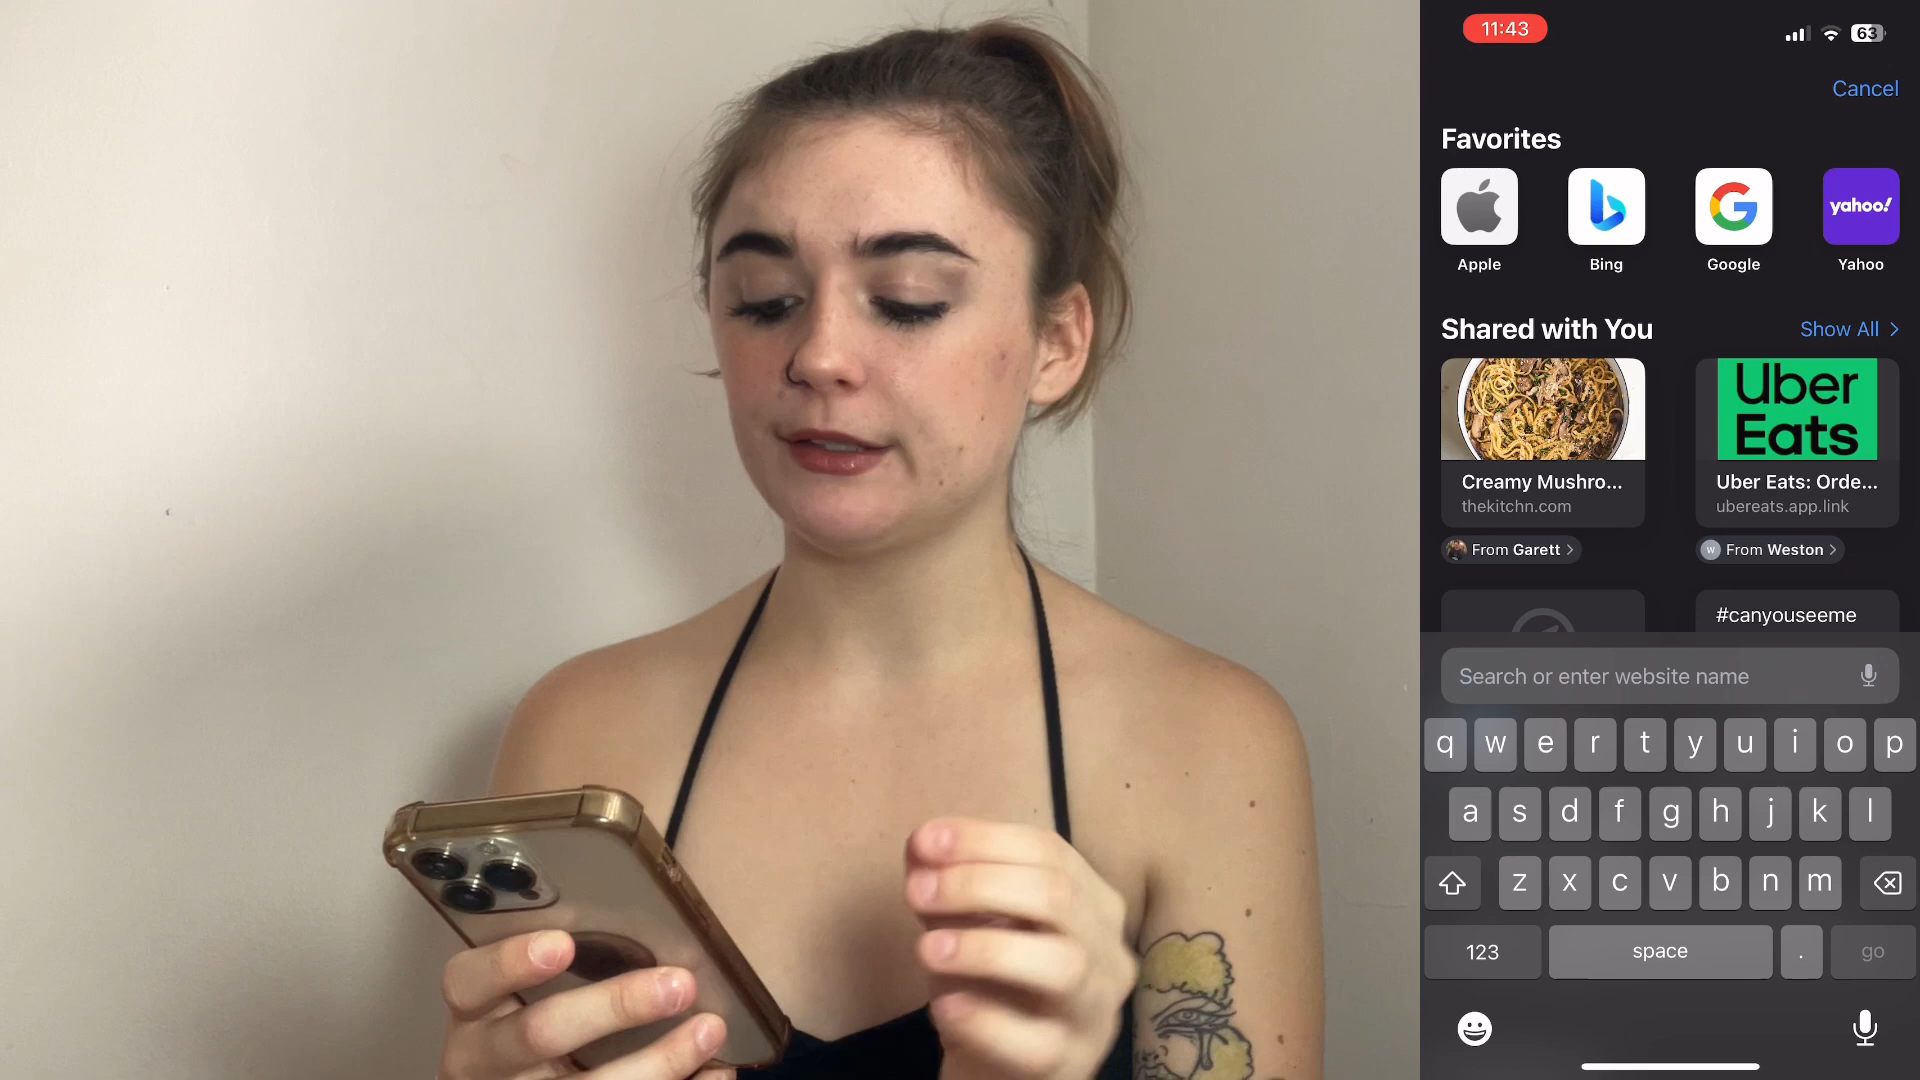 11:43
63
Cancel
Favorites
yahoo!
Apple
Bing
Google
Yahoo
Shared with You
Show All
Uber
Eats
Creamy Mushro...
thekitchn.com
Uber Eats: Orde...
ubereats.app.link
From Garett
W From Weston
#canyouseeme
Search or enter website name
q w e r t y u i o p
a s d f g h j k l
z x c v b n m
123 space . go